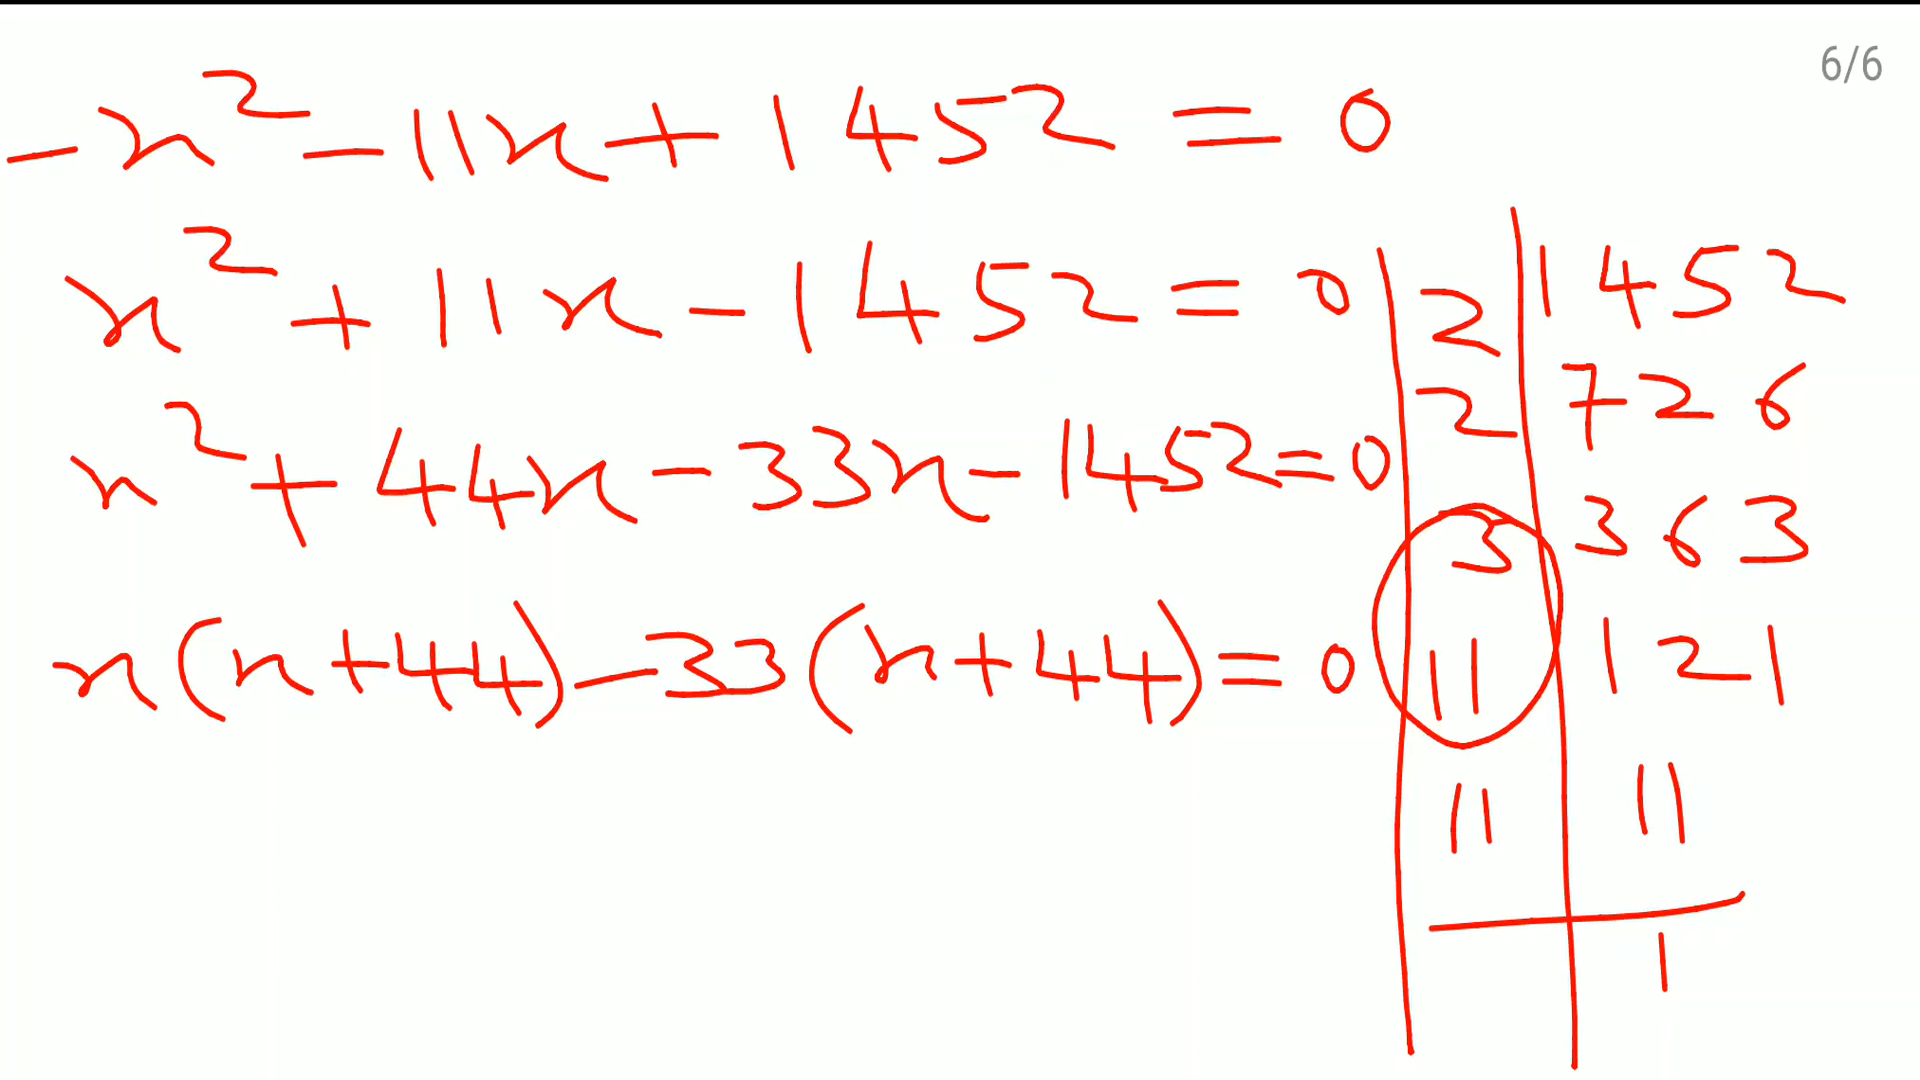 6/6
-x² - 11x + 1452 = 0
x² + 11x - 1452 = 0
x² + 44x - 33x - 1452 = 0
x(x + 44) - 33(x + 44) = 0
2 | 1452
2 | 726
3 | 363
11 | 121
11 | 11
1